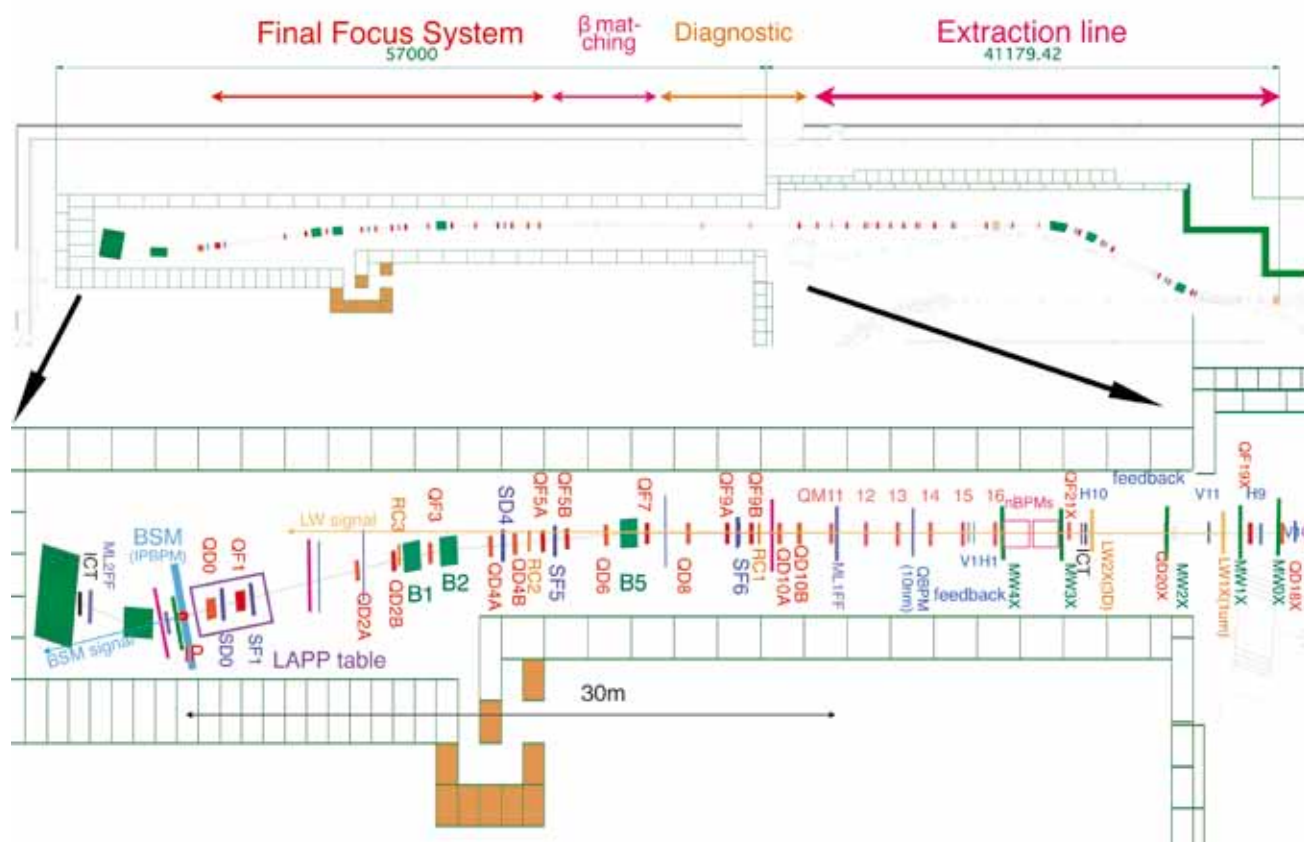 Final Focus System
β mat-
ching
Diagnostic
Extraction line
57000
41179.42
LW signal
BSM
(IPBPM)
ICT
ML2FF
QD0
QF1
BSM signal
IP
SD0
SF1
LAPP table
QD2A
RC3
QD2B
QF3
B1
B2
SD4
QD4A
QD4B
QF5A
RC2
QF5B
SF5
QD6
B5
QF7
QD8
QF9A
SF6
QF9B
RC1
QD10A
QD10B
QM11
ML1FF
12
13
QBPM
(10nm)
14
15
V1H1
16
nBPMs
feedback
MW4X
MW3X
QF21X
ICT
H10
LW2X(3D)
feedback
QD20X
MW2X
V11
LW1X(1um)
QF19X
MW1X
H9
MW0X
QD18X
30m